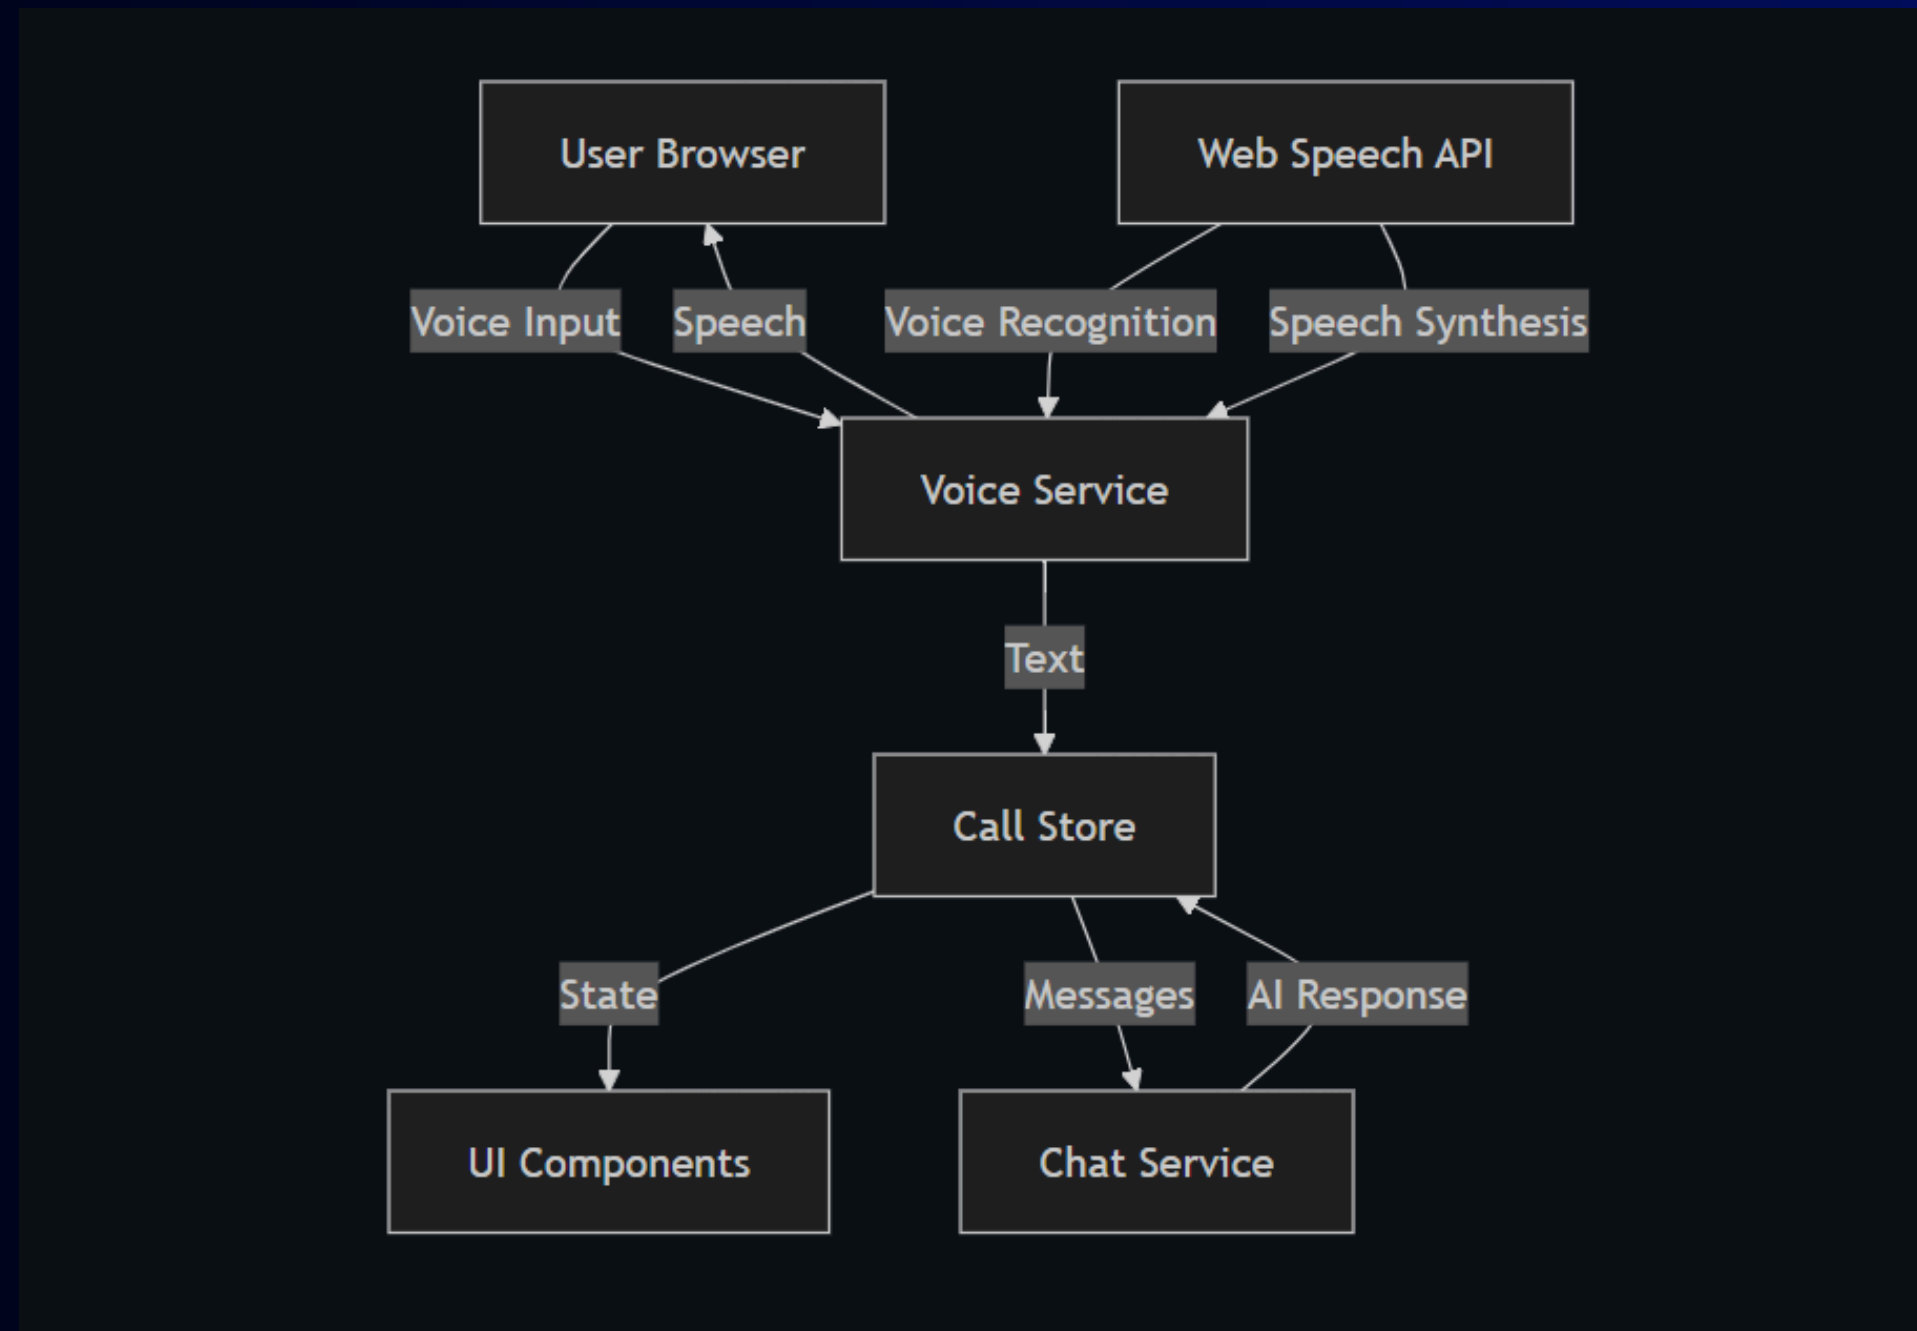 User Browser
Web Speech API
Voice Input
Speech
Voice Recognition
Speech Synthesis
Voice Service
Text
Call Store
State
Messages
AI Response
UI Components
Chat Service